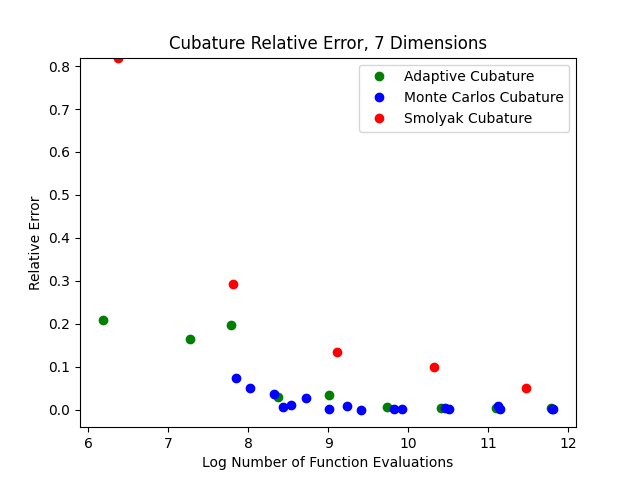 Cubature Relative Error, 7 Dimensions
Adaptive Cubature
Monte Carlos Cubature
Smolyak Cubature
Relative Error
0.8
0.7
0.6
0.5
0.4
0.3
0.2
0.1
0.0
6 7 8 9 10 11 12
Log Number of Function Evaluations